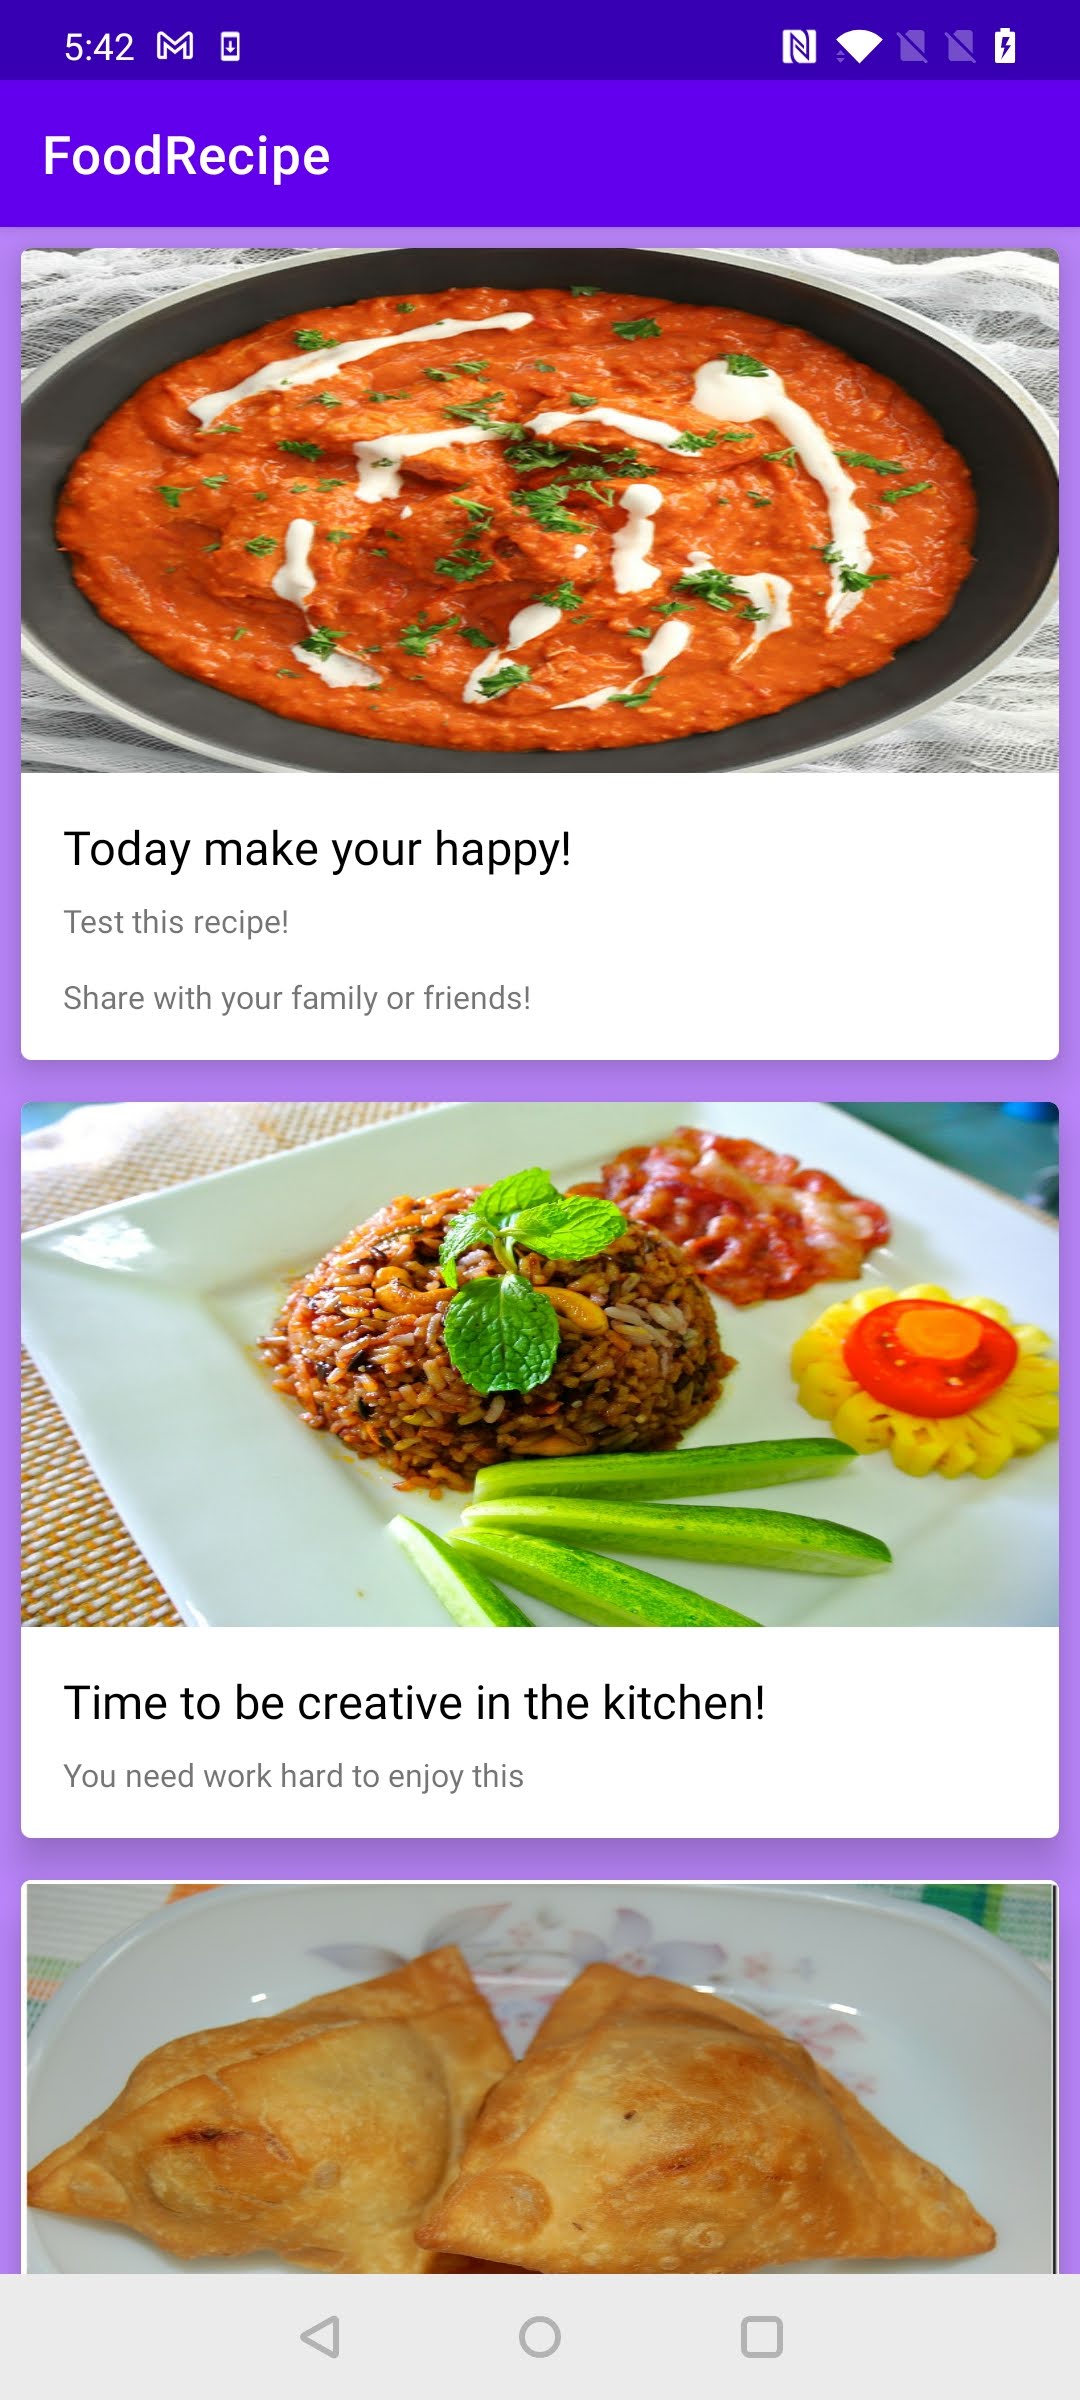 5:42
FoodRecipe
Today make your happy!
Test this recipe!
Share with your family or friends!
Time to be creative in the kitchen!
You need work hard to enjoy this